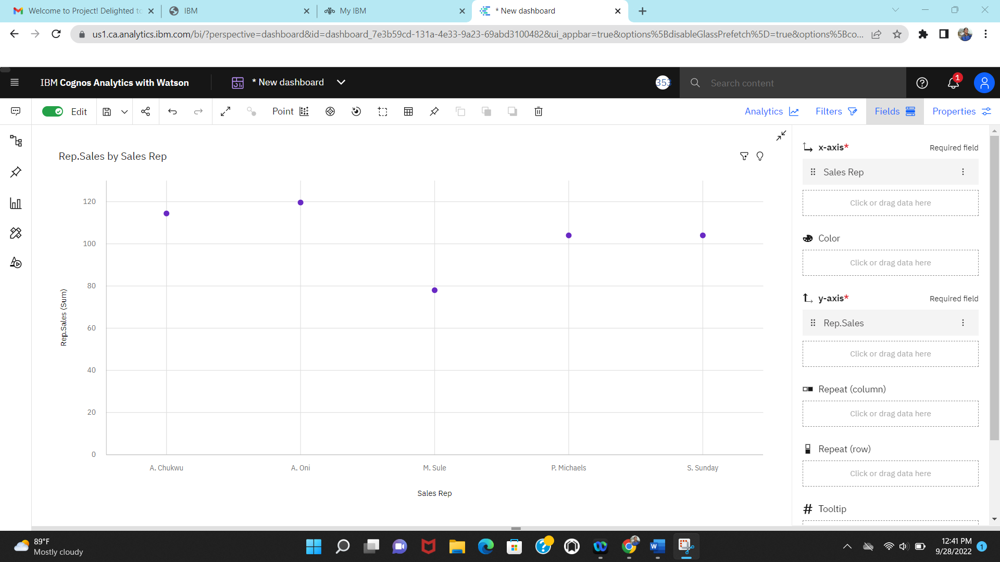 Welcome to Project! Delighted to
IBM
My IBM
* New dashboard
us1.ca.analytics.ibm.com/bi/?perspective=dashboard&id=dashboard_7e3b59cd-131a-4e33-9a23-69abd3100482&ui_appbar=true&options%5BdisableGlassPrefetch%5D=true&options%5Bco...
IBM Cognos Analytics with Watson
* New dashboard
353
Search content
1
Edit
Point
Analytics
Filters
Fields
Properties
Rep.Sales by Sales Rep
120
100
80
60
40
20
0
Rep.Sales (Sum)
A. Chukwu
A. Oni
M. Sule
P. Michaels
S. Sunday
Sales Rep
x-axis*
Required field
Sales Rep
Click or drag data here
Color
Click or drag data here
y-axis*
Required field
Rep.Sales
Click or drag data here
Repeat (column)
Click or drag data here
Repeat (row)
Click or drag data here
Tooltip
89°F
Mostly cloudy
12:41 PM
9/28/2022
1